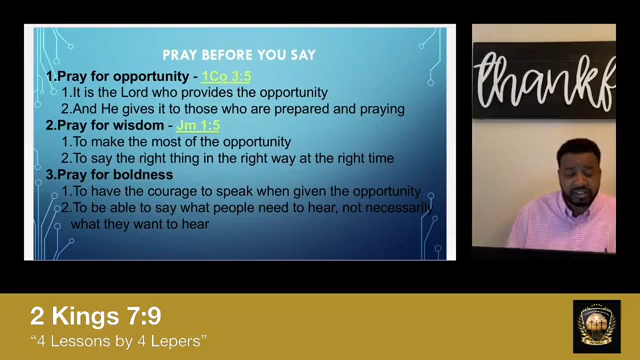 PRAY BEFORE YOU SAY
1.Pray for opportunity - 1Co 3:5
1.It is the Lord who provides the opportunity
2.And He gives it to those who are prepared and praying
2.Pray for wisdom - Jm 1:5
1.To make the most of the opportunity
2.To say the right thing in the right way at the right time
3.Pray for boldness
1.To have the courage to speak when given the opportunity
2.To be able to say what people need to hear, not necessarily
what they want to hear
thankf
2 Kings 7:9
“4 Lessons by 4 Lepers”